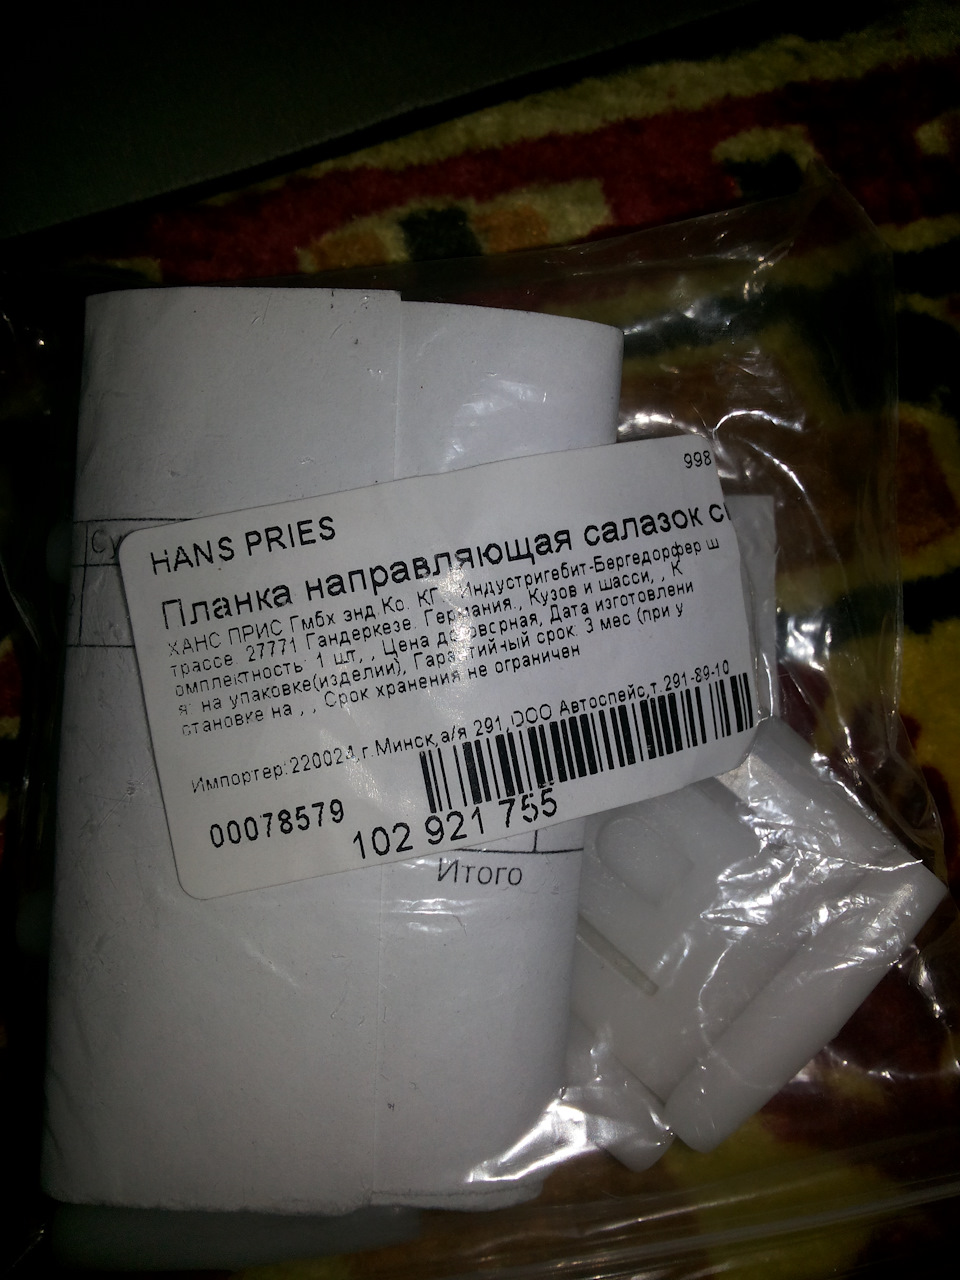 998
HANS PRIES
Планка направляющая салазок
ХАНС ПРИС Гмбх энд Ко. КГ, Индустригебит-Бергедорфер ш
трассе. 27771 Гандеркезе. Германия., Кузов и шасси, , К
омплектность: 1 шт, , Цена договорная, Дата изготовлени
я: на упаковке(изделии), Гарантийный срок: 3 мес (при у
становке на , , Срок хранения не ограничен
Импортер:220024,г.Минск,а/я 291,ООО Автоспейс,т.291-89-10
00078579
102 921 755
Итого